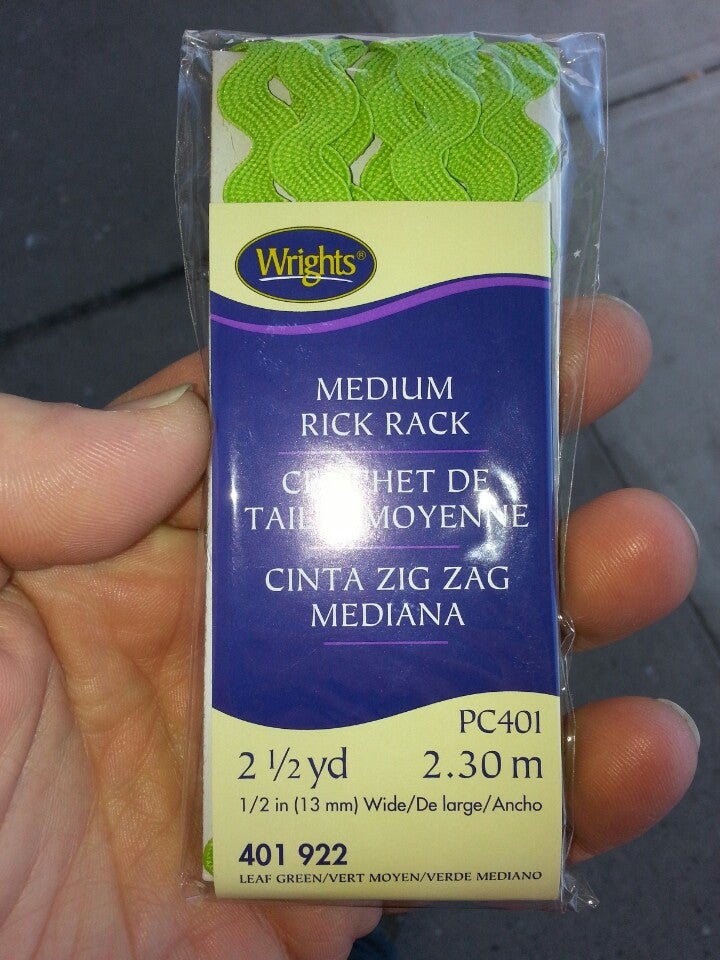 Wrights®
MEDIUM
RICK RACK
DE
MOYENNE
CINTA ZIG ZAG
MEDIANA
PC401
2 1/2 yd 2.30 m
1/2 in (13 mm) Wide/De large/Ancho
401 922
LEAF GREEN/VERT MOYEN/VERDE MEDIANO